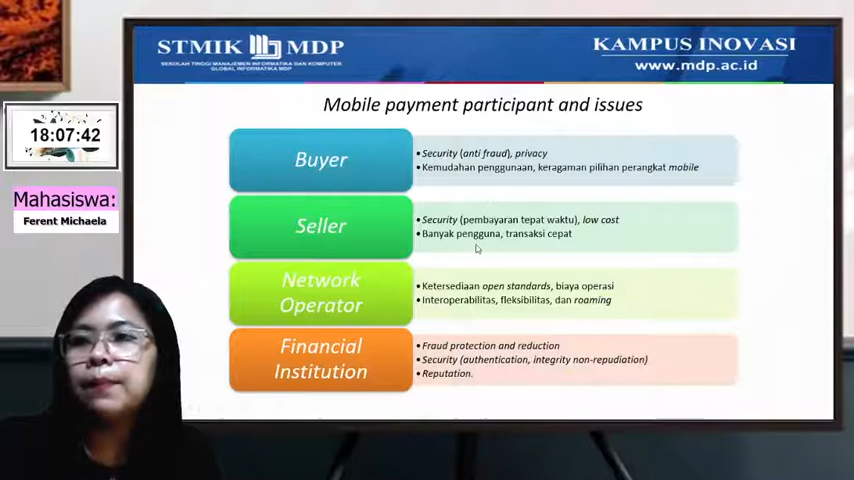 STMIK MDP
SEKOLAH TINGGI MANAJEMEN INFORMATIKA DAN KOMPUTER
GLOBAL INFORMATIKA MDP
KAMPUS INOVASI
www.mdp.ac.id
18:07:42
Mahasiswa:
Ferent Michaela
Mobile payment participant and issues
Buyer
• Security (anti fraud), privacy
• Kemudahan penggunaan, keragaman pilihan perangkat mobile
Seller
• Security (pembayaran tepat waktu), low cost
• Banyak pengguna, transaksi cepat
Network
Operator
• Ketersediaan open standards, biaya operasi
• Interoperabilitas, fleksibilitas, dan roaming
Financial
Institution
• Fraud protection and reduction
• Security (authentication, integrity non-repudiation)
• Reputation.